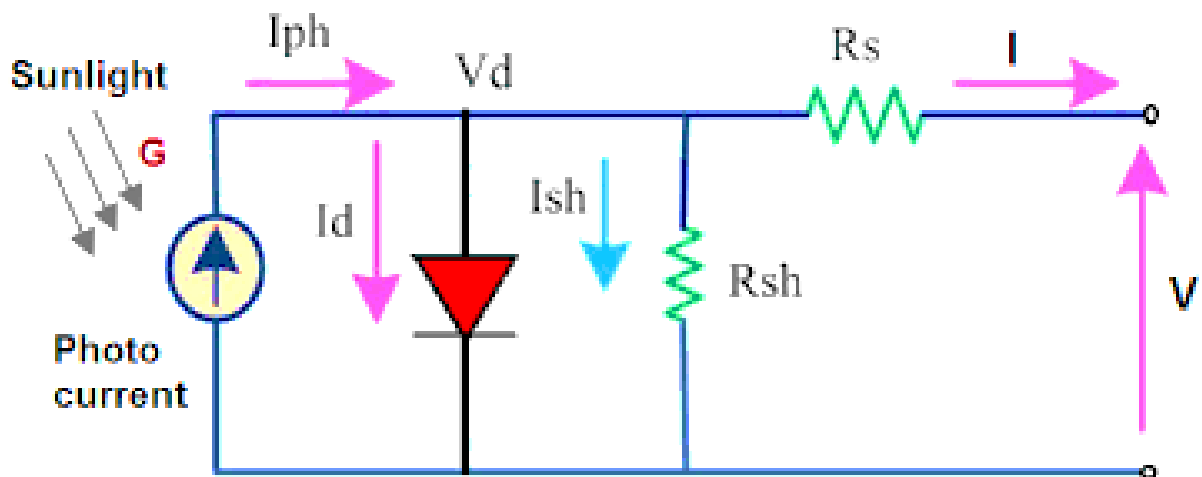 Iph
Vd
Rs
I
Sunlight
G
Id
Ish
Rsh
V
Photo
current